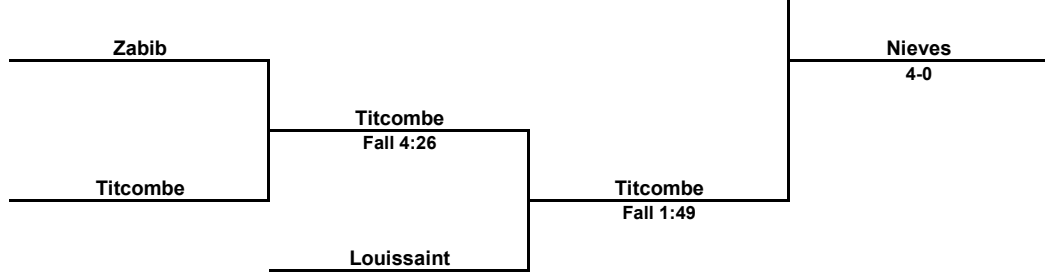 Zabib
Nieves
4-0
Titcombe
Fall 4:26
Titcombe
Titcombe
Fall 1:49
Louissaint